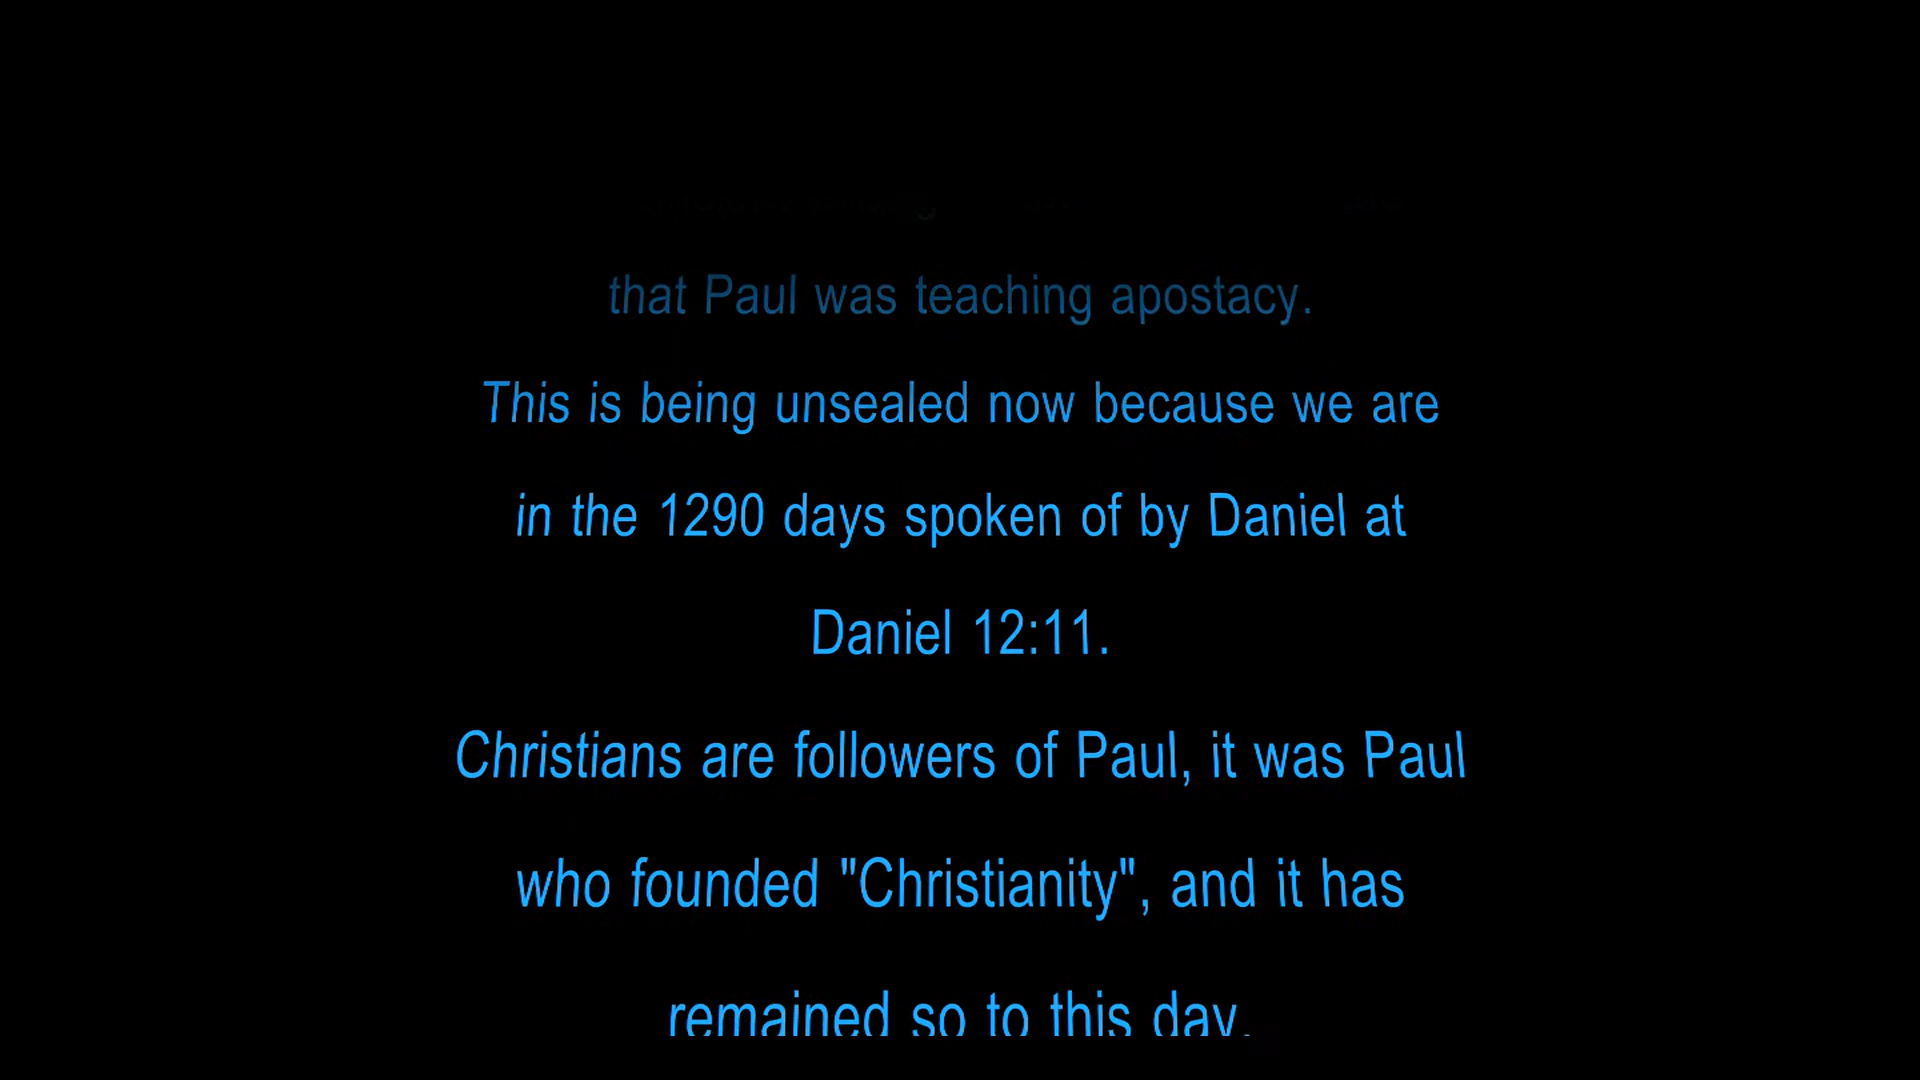 that Paul was teaching apostacy.
This is being unsealed now because we are
in the 1290 days spoken of by Daniel at
Daniel 12:11.
Christians are followers of Paul, it was Paul
who founded "Christianity", and it has
remained so to this day.